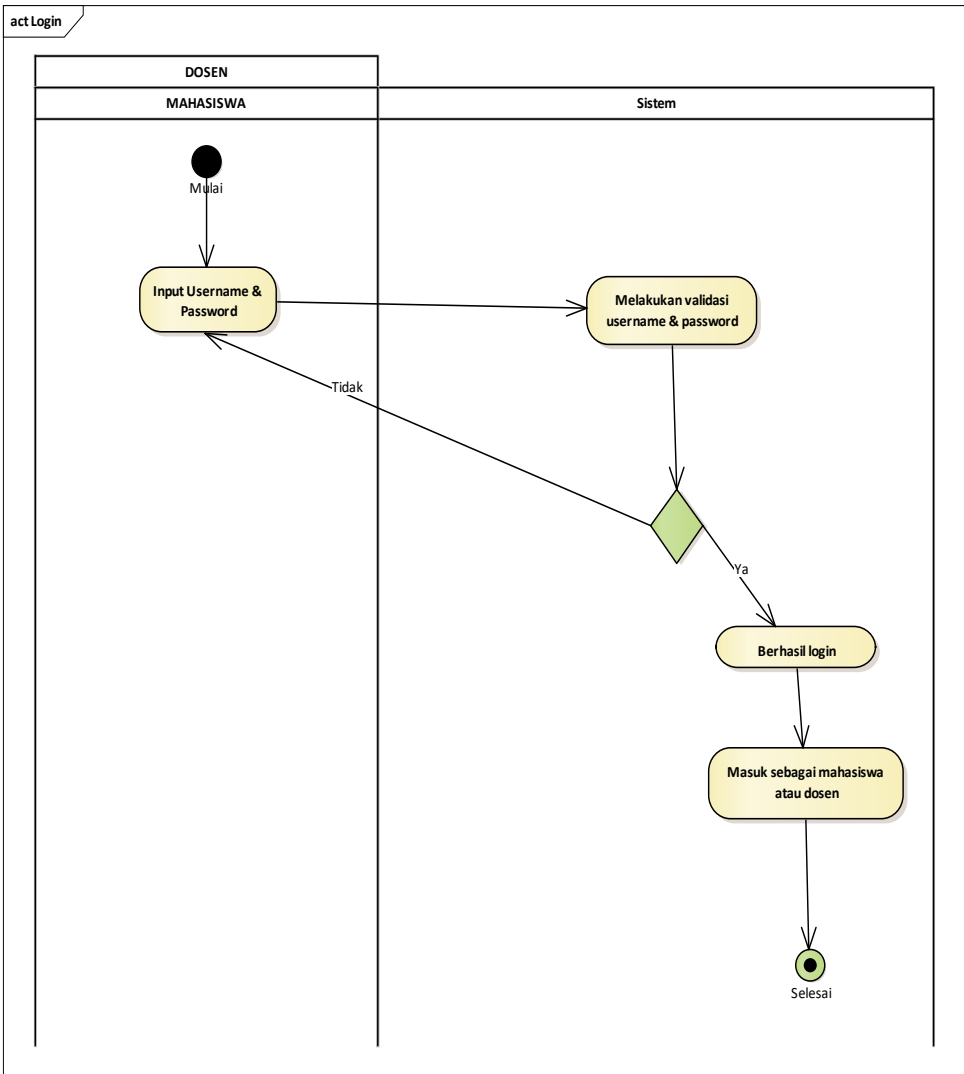 act Login
DOSEN
MAHASISWA
Sistem
Mulai
Input Username &
Password
Melakukan validasi
username & password
Tidak
Ya
Berhasil login
Masuk sebagai mahasiswa
atau dosen
Selesai